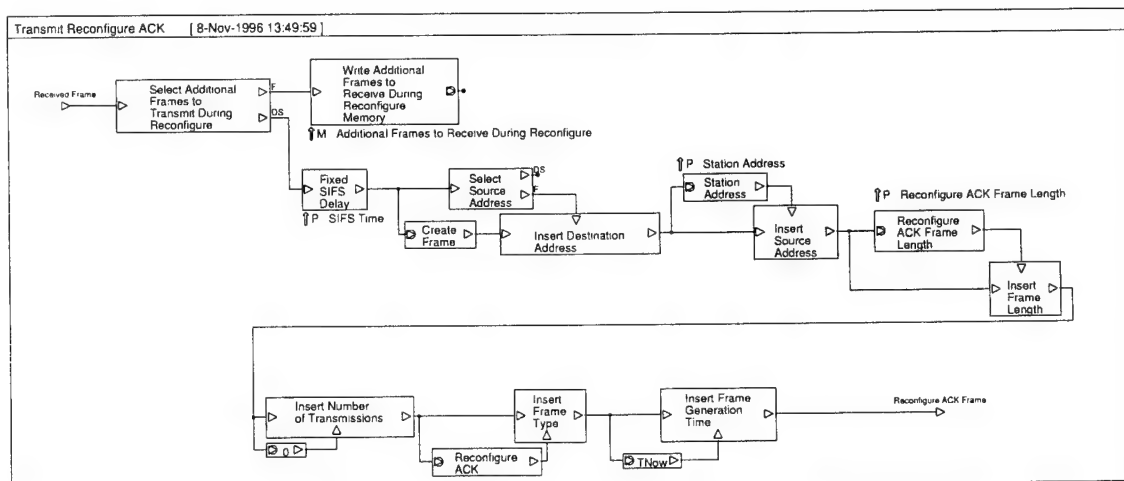 Transmit Reconfigure ACK [ 8-Nov-1996 13:49:59 ]
Received Frame
Select Additional
Frames to
Transmit During
Reconfigure
F
DS
Write Additional
Frames to
Receive During
Reconfigure
Memory
M Additional Frames to Receive During Reconfigure
Fixed
SIFS
Delay
P SIFS Time
Select
Source
Address
DS
F
Create
Frame
Insert Destination
Address
P Station Address
Station
Address
Insert
Source
Address
P Reconfigure ACK Frame Length
Reconfigure
ACK Frame
Length
Insert
Frame
Length
Insert Number
of Transmissions
0
Insert
Frame
Type
Reconfigure
ACK
Insert Frame
Generation
Time
TNow
Reconfigure ACK Frame